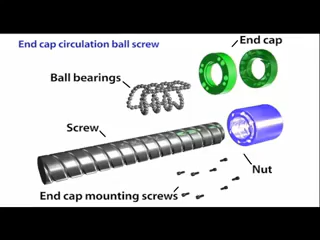 End cap circulation ball screw
End cap
Ball bearings
Screw
Nut
End cap mounting screws